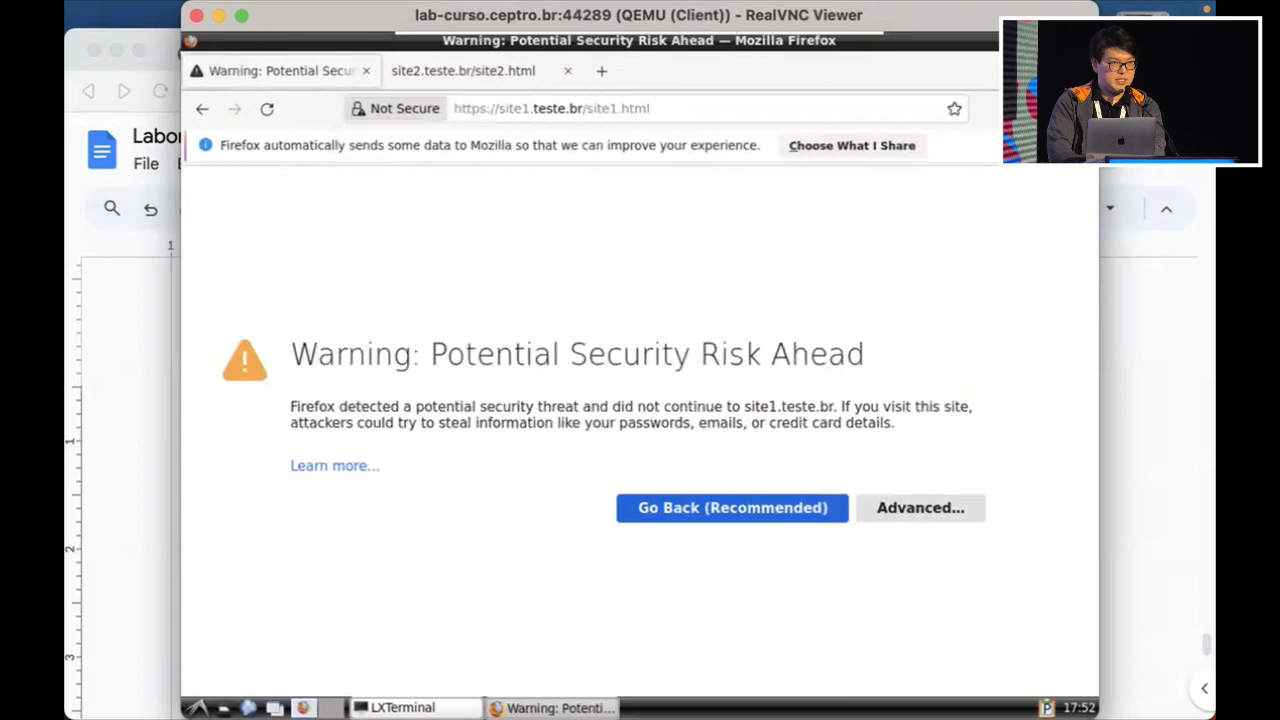 lab-curso.ceptro.br:44289 (QEMU (Client)) - RealVNC Viewer
Warning: Potential Security Risk Ahead — Mozilla Firefox
Warning: Potential Secu
site2.teste.br/site2.html
Not Secure
https://site1.teste.br/site1.html
Firefox automatically sends some data to Mozilla so that we can improve your experience.
Choose What I Share
Labor
File
1
Warning: Potential Security Risk Ahead
Firefox detected a potential security threat and did not continue to site1.teste.br. If you visit this site,
attackers could try to steal information like your passwords, emails, or credit card details.
Learn more...
Go Back (Recommended)
Advanced...
1
2
3
LXTerminal
Warning: Potenti...
17:52